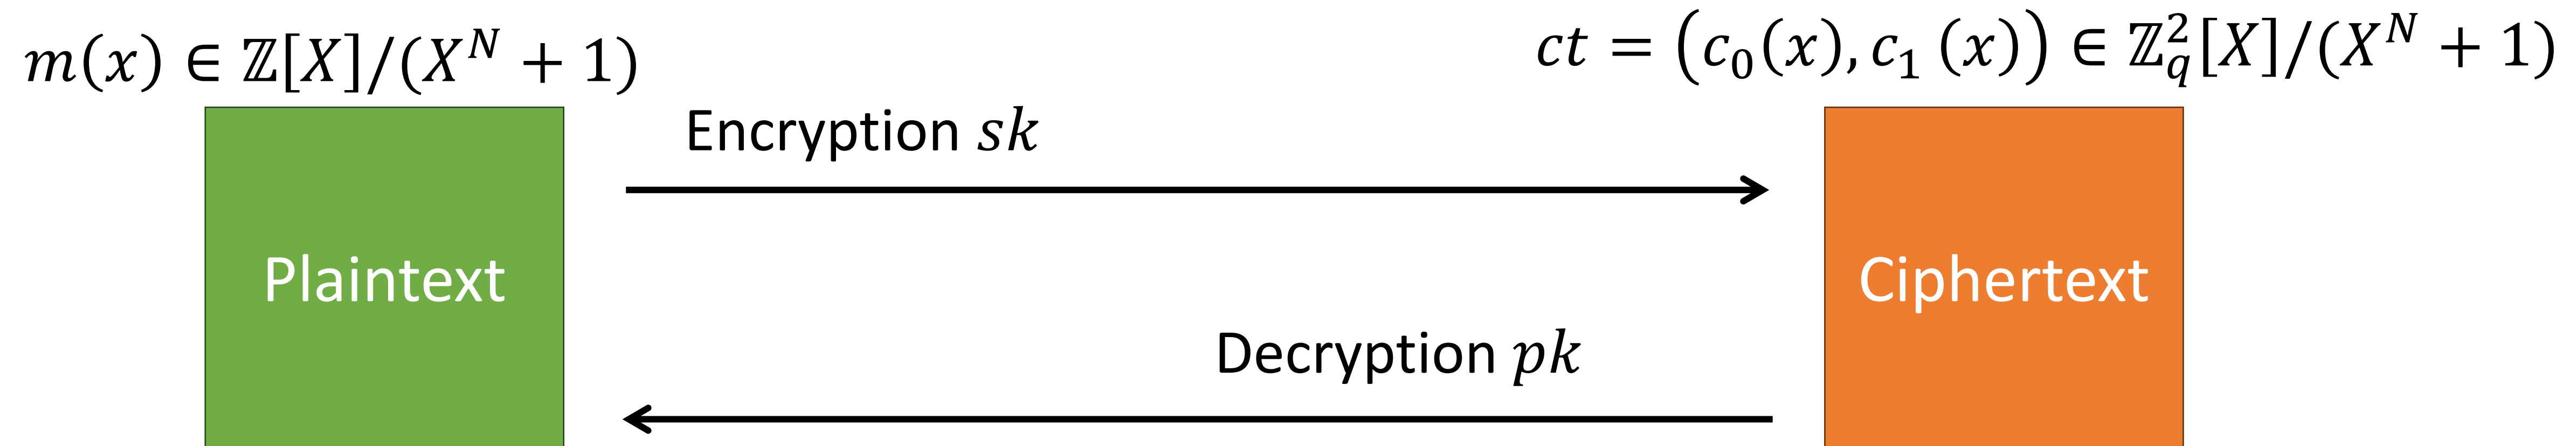 m(x) ∈ ℤ[X]/(X^N + 1)
ct = (c_0(x), c_1 (x)) ∈ ℤ_q^2[X]/(X^N + 1)
Encryption sk
Plaintext
Ciphertext
Decryption pk